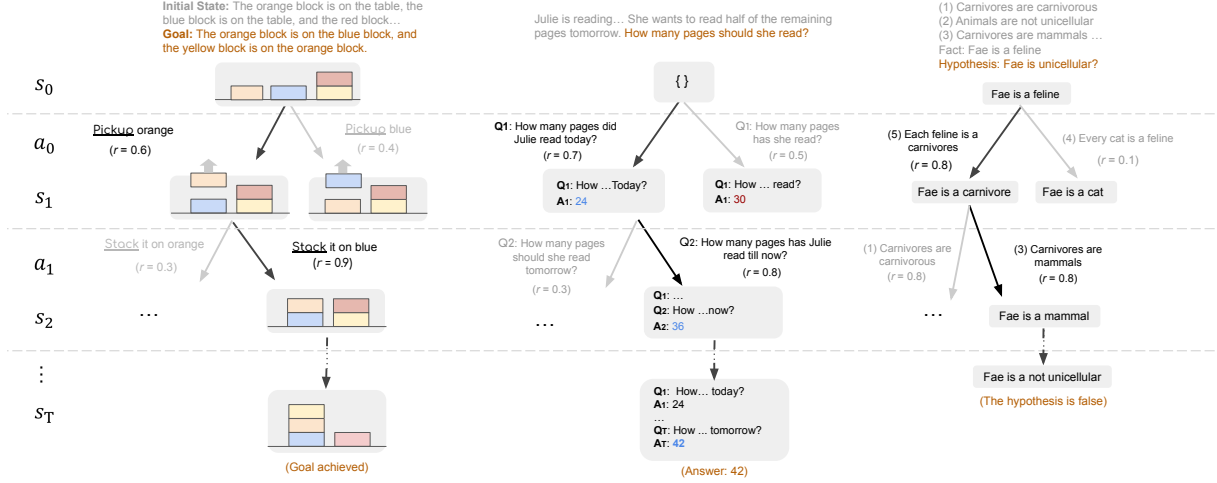 Initial State: The orange block is on the table, the
blue block is on the table, and the red block…
Goal: The orange block is on the blue block, and
the yellow block is on the orange block.
Julie is reading… She wants to read half of the remaining
pages tomorrow. How many pages should she read?
(1) Carnivores are carnivorous
(2) Animals are not unicellular
(3) Carnivores are mammals …
Fact: Fae is a feline
Hypothesis: Fae is unicellular?
s0
{ }
Fae is a feline
a0
Pickup orange
(r = 0.6)
Pickup blue
(r = 0.4)
Q1: How many pages did
Julie read today?
(r = 0.7)
Q1: How many pages
has she read?
(r = 0.5)
(5) Each feline is a
carnivores
(r = 0.8)
(4) Every cat is a feline
(r = 0.1)
s1
Q1: How …Today?
A1: 24
Q1: How … read?
A1: 30
Fae is a carnivore
Fae is a cat
a1
Stack it on orange
(r = 0.3)
Stack it on blue
(r = 0.9)
Q2: How many pages
should she read
tomorrow?
(r = 0.3)
Q2: How many pages has Julie
read till now?
(r = 0.8)
(1) Carnivores are
carnivorous
(r = 0.8)
(3) Carnivores are
mammals
(r = 0.8)
s2
…
…
Q1: …
Q2: How …now?
A2: 36
…
Fae is a mammal
⋮
sT
Q1: How… today?
A1: 24
…
QT: How ... tomorrow?
AT: 42
Fae is a not unicellular
(The hypothesis is false)
(Goal achieved)
(Answer: 42)